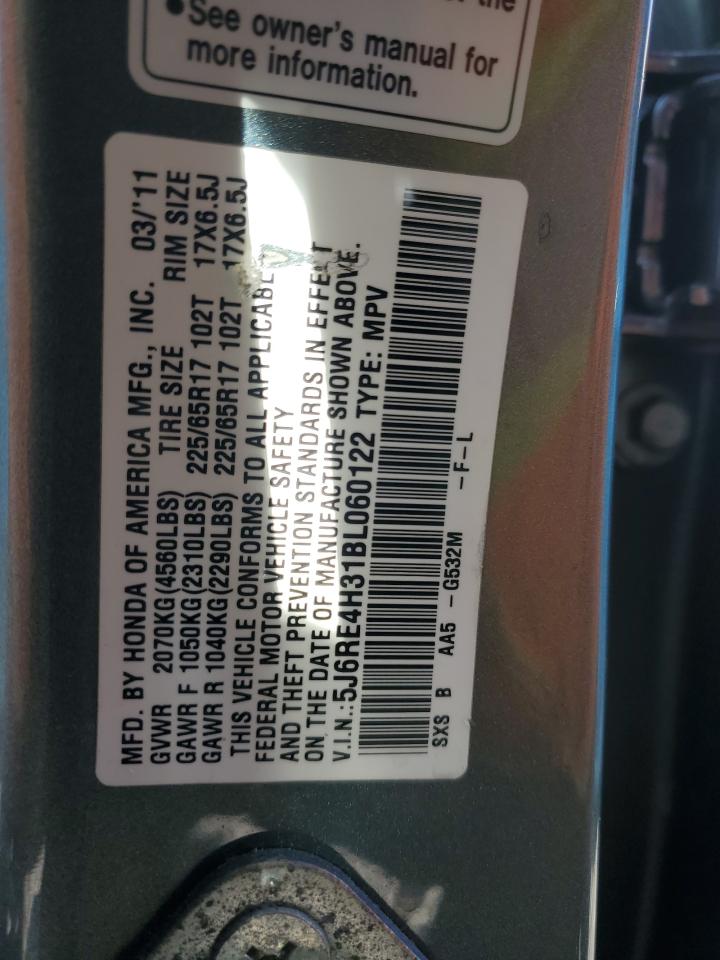 the
•See owner's manual for
more information.
MFD. BY HONDA OF AMERICA MFG., INC. 03/'11
GVWR 2070KG(4560LBS) TIRE SIZE RIM SIZE
GAWR F 1050KG(2310LBS) 225/65R17 102T 17X6.5J
GAWR R 1040KG(2290LBS) 225/65R17 102T 17X6.5J
THIS VEHICLE CONFORMS TO ALL APPLICABLE
FEDERAL MOTOR VEHICLE SAFETY
AND THEFT PREVENTION STANDARDS IN EFFECT
ON THE DATE OF MANUFACTURE SHOWN ABOVE.
V.I.N.:5J6RE4H31BL060122 TYPE: MPV
SXS B AA5 - G532M -F-L